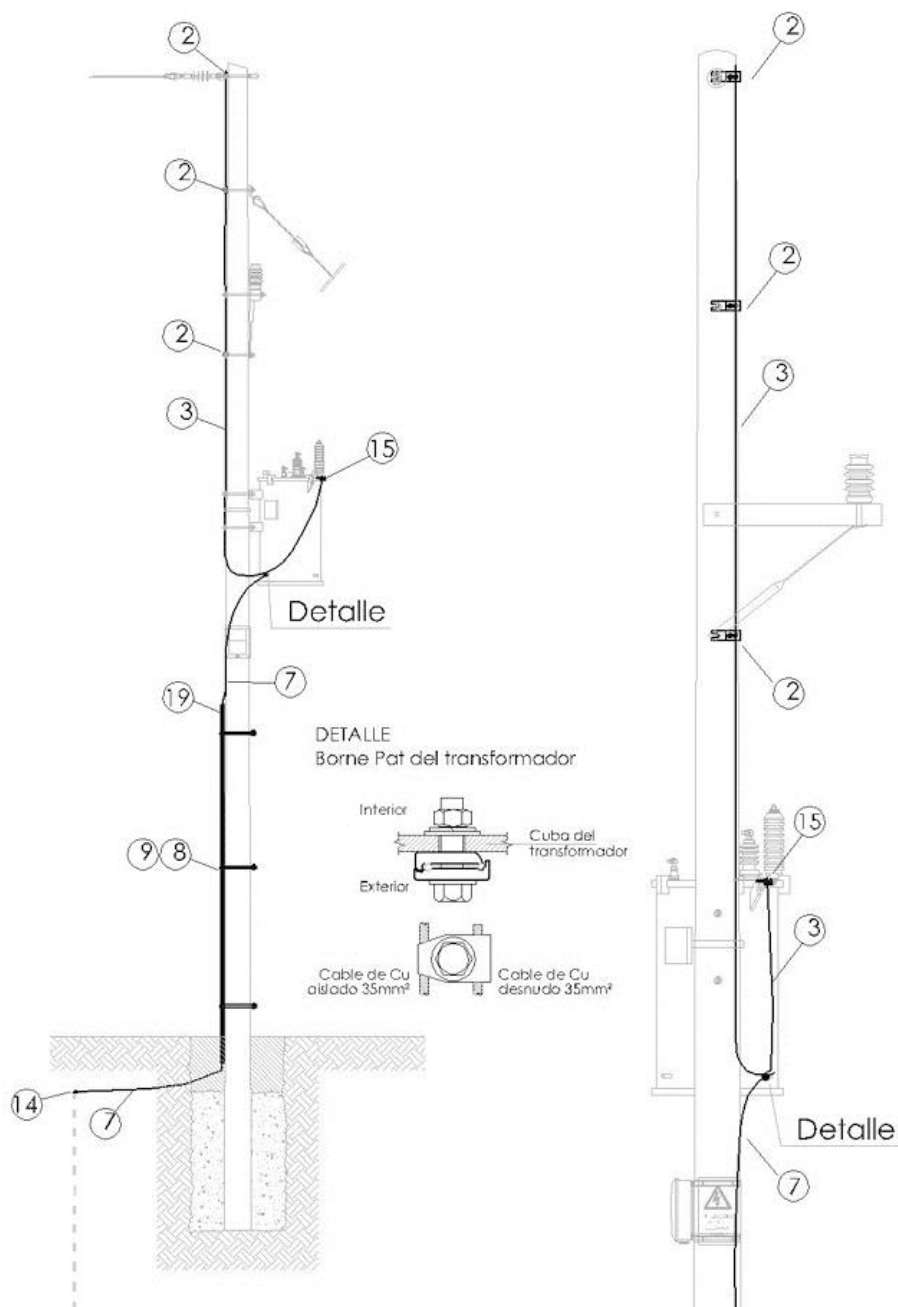 2
2
2
2
2
3
3
15
Detalle
2
7
19
DETALLE
Borne Pat del transformador
Interior
Cuba del
transformador
15
9 8
Exterior
3
Cable de Cu
aislado 35mm²
Cable de Cu
desnudo 35mm²
14
7
Detalle
7